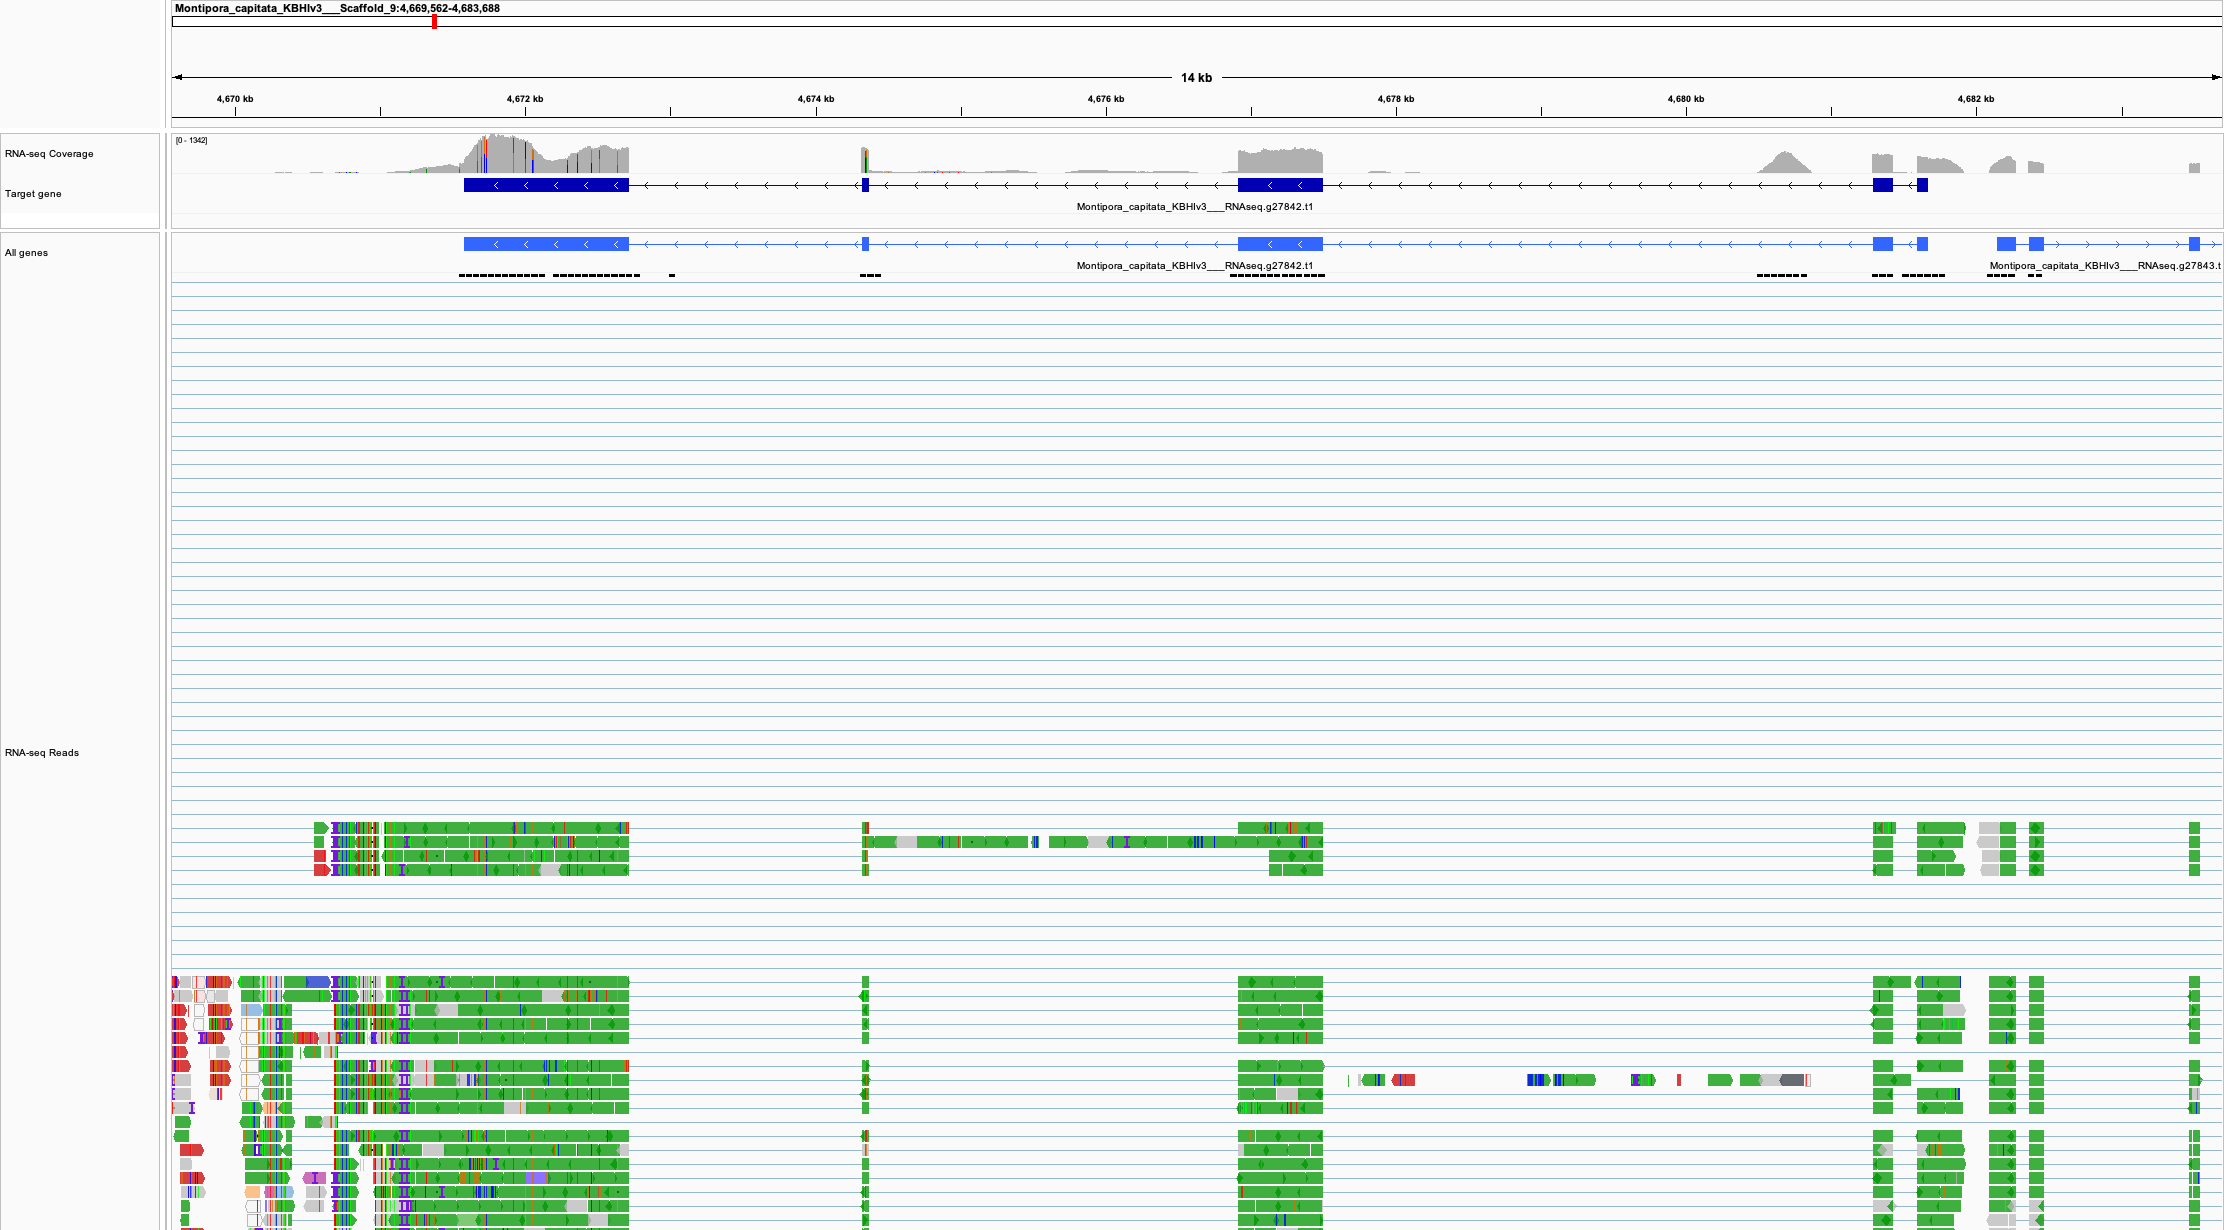 Montipora_capitata_KBHIv3___Scaffold_9:4,669,562-4,683,688
14 kb
4,670 kb 4,672 kb 4,674 kb 4,676 kb 4,678 kb 4,680 kb 4,682 kb
RNA-seq Coverage
[0 - 1342]
Target gene
Montipora_capitata_KBHIv3___RNAseq.g27842.t1
All genes
Montipora_capitata_KBHIv3___RNAseq.g27842.t1 Montipora_capitata_KBHIv3___RNAseq.g27843.t
RNA-seq Reads